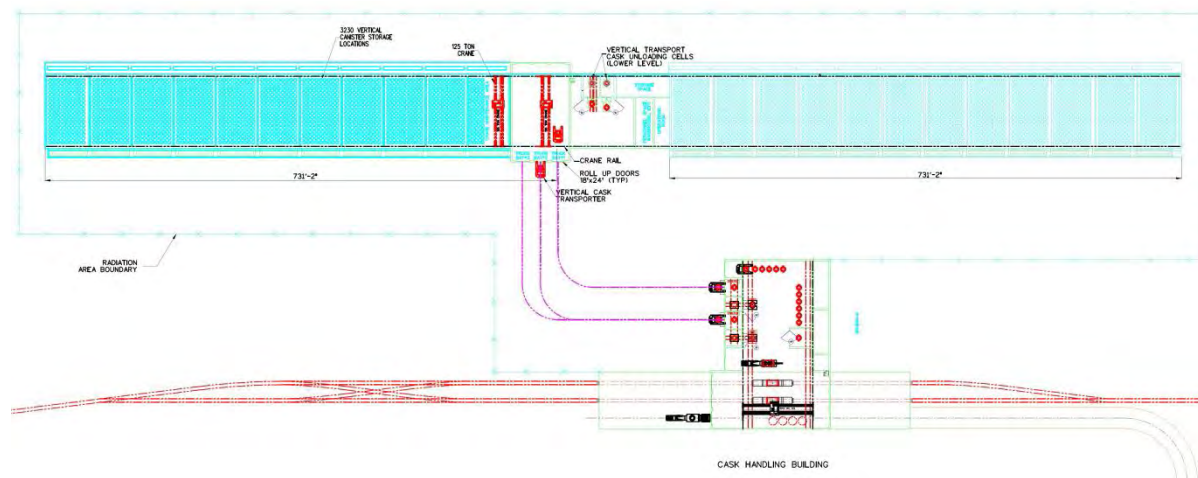 3230 VERTICAL
CANISTER STORAGE
LOCATIONS
125 TON
CRANE
VERTICAL TRANSPORT
CASK UNLOADING CELLS
(LOWER LEVEL)
CRANE RAIL
ROLL UP DOORS
18'x24' (TYP)
731'-2"
731'-2"
VERTICAL CASK
TRANSPORTER
RADIATION
AREA BOUNDARY
CASK HANDLING BUILDING